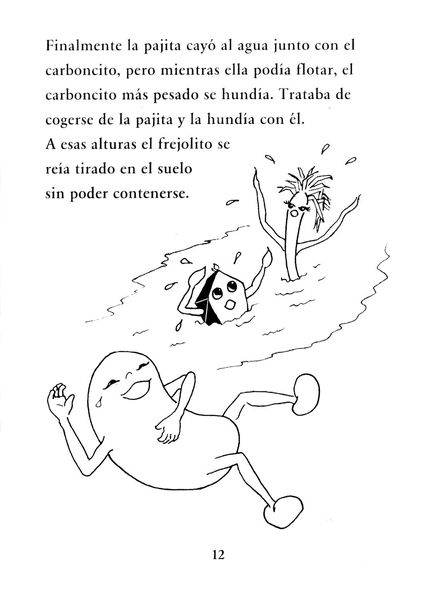 Finalmente la pajita cayó al agua junto con el
carboncito, pero mientras ella podía flotar, el
carboncito más pesado se hundía. Trataba de
cogerse de la pajita y la hundía con él.
A esas alturas el frejolito se
reía tirado en el suelo
sin poder contenerse.
12